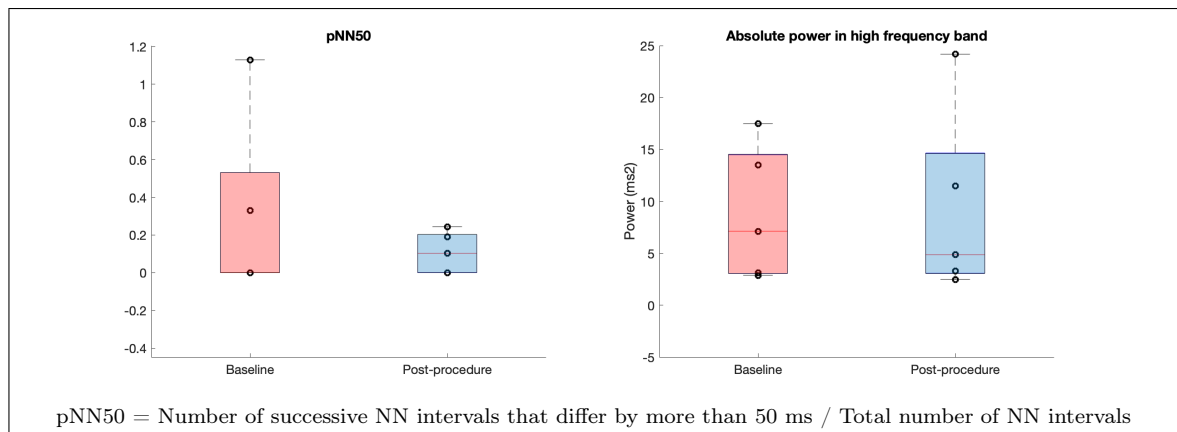 pNN50
1.2
1
0.8
0.6
0.4
0.2
0
-0.2
-0.4
Baseline
Post-procedure
Absolute power in high frequency band
Power (ms2)
25
20
15
10
5
0
-5
Baseline
Post-procedure
pNN50 = Number of successive NN intervals that differ by more than 50 ms / Total number of NN intervals